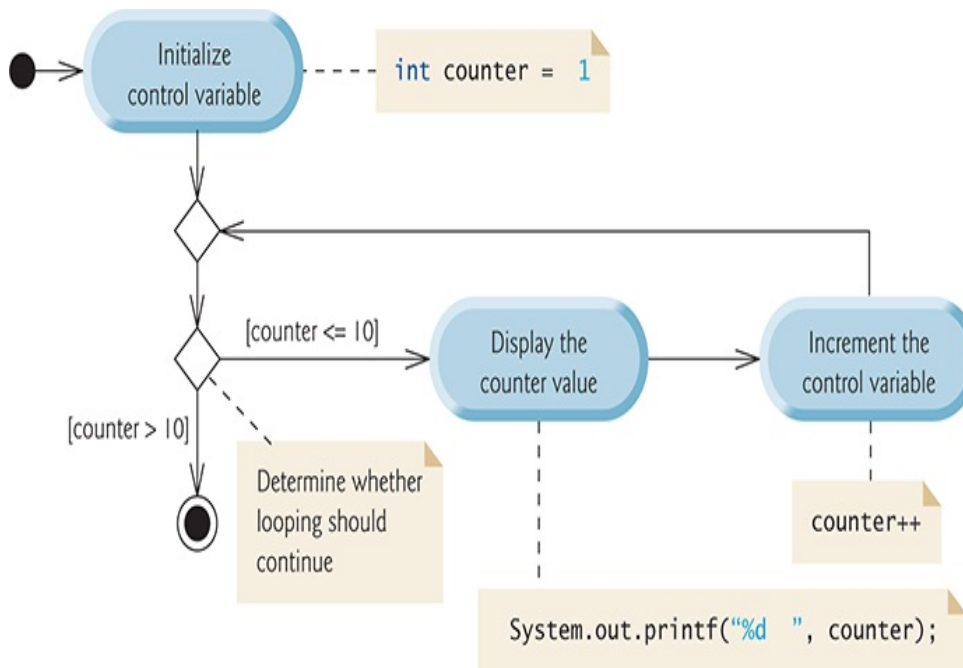 Initialize
control variable
int counter =  1
[counter <= 10]
Display the
counter value
Increment the
control variable
[counter > 10]
Determine whether
looping should
continue
counter++
System.out.printf(“%d  ”, counter);